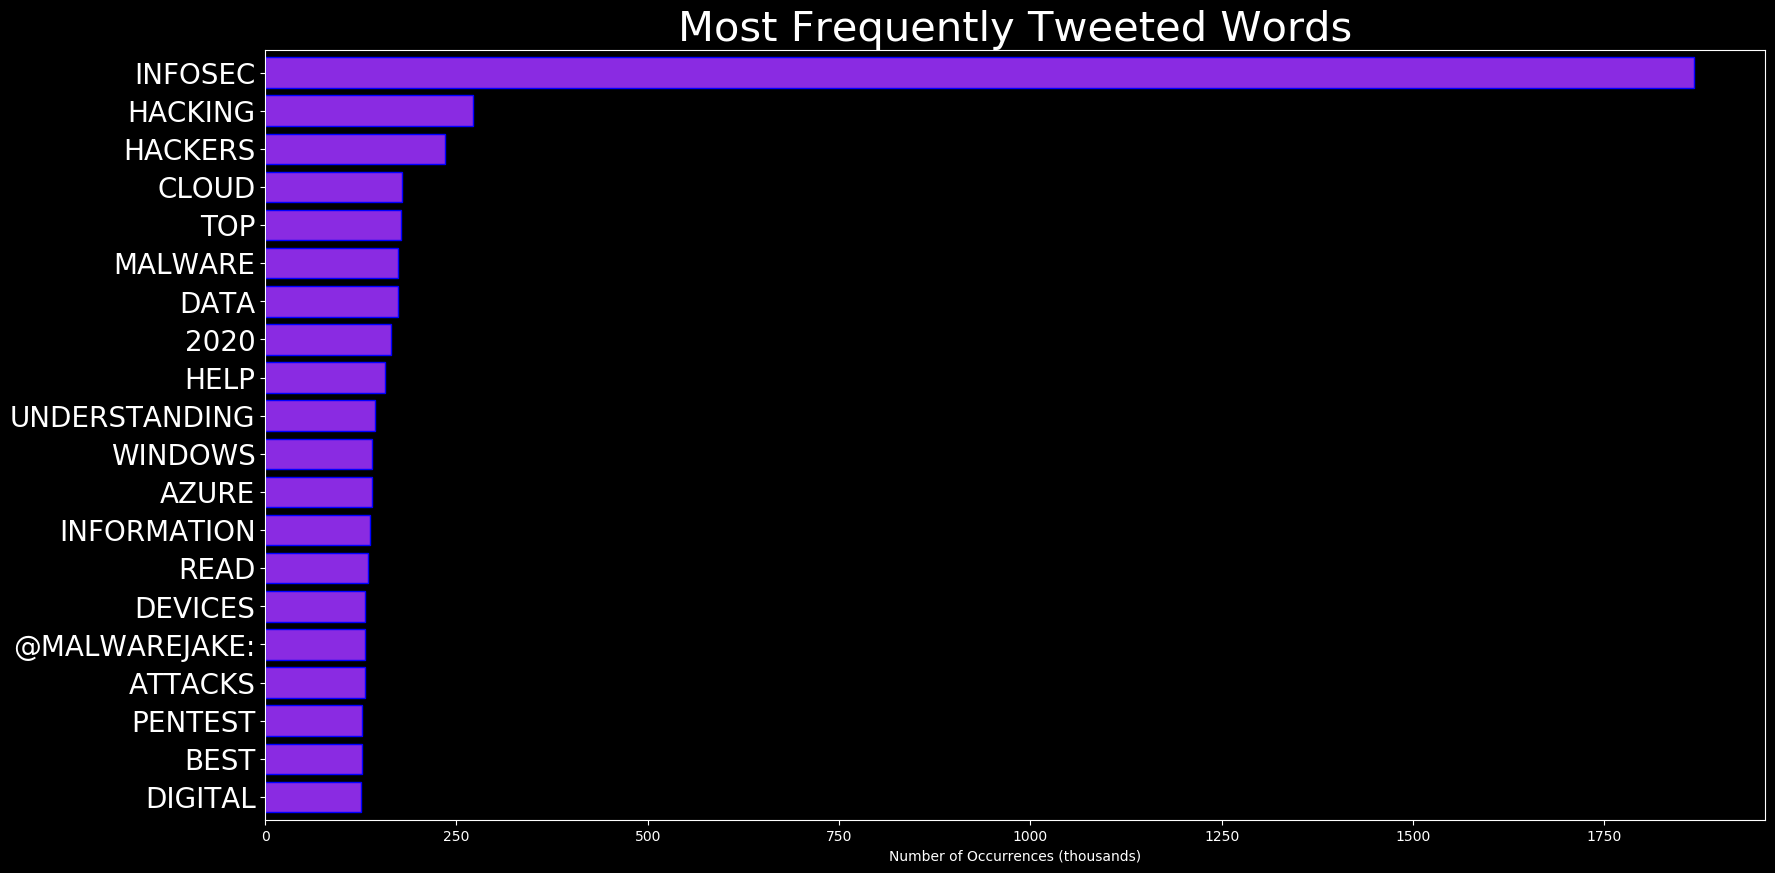 Most Frequently Tweeted Words
INFOSEC
HACKING
HACKERS
CLOUD
TOP
MALWARE
DATA
2020
HELP
UNDERSTANDING
WINDOWS
AZURE
INFORMATION
READ
DEVICES
@MALWAREJAKE:
ATTACKS
PENTEST
BEST
DIGITAL
0 250 500 750 1000 1250 1500 1750
Number of Occurrences (thousands)